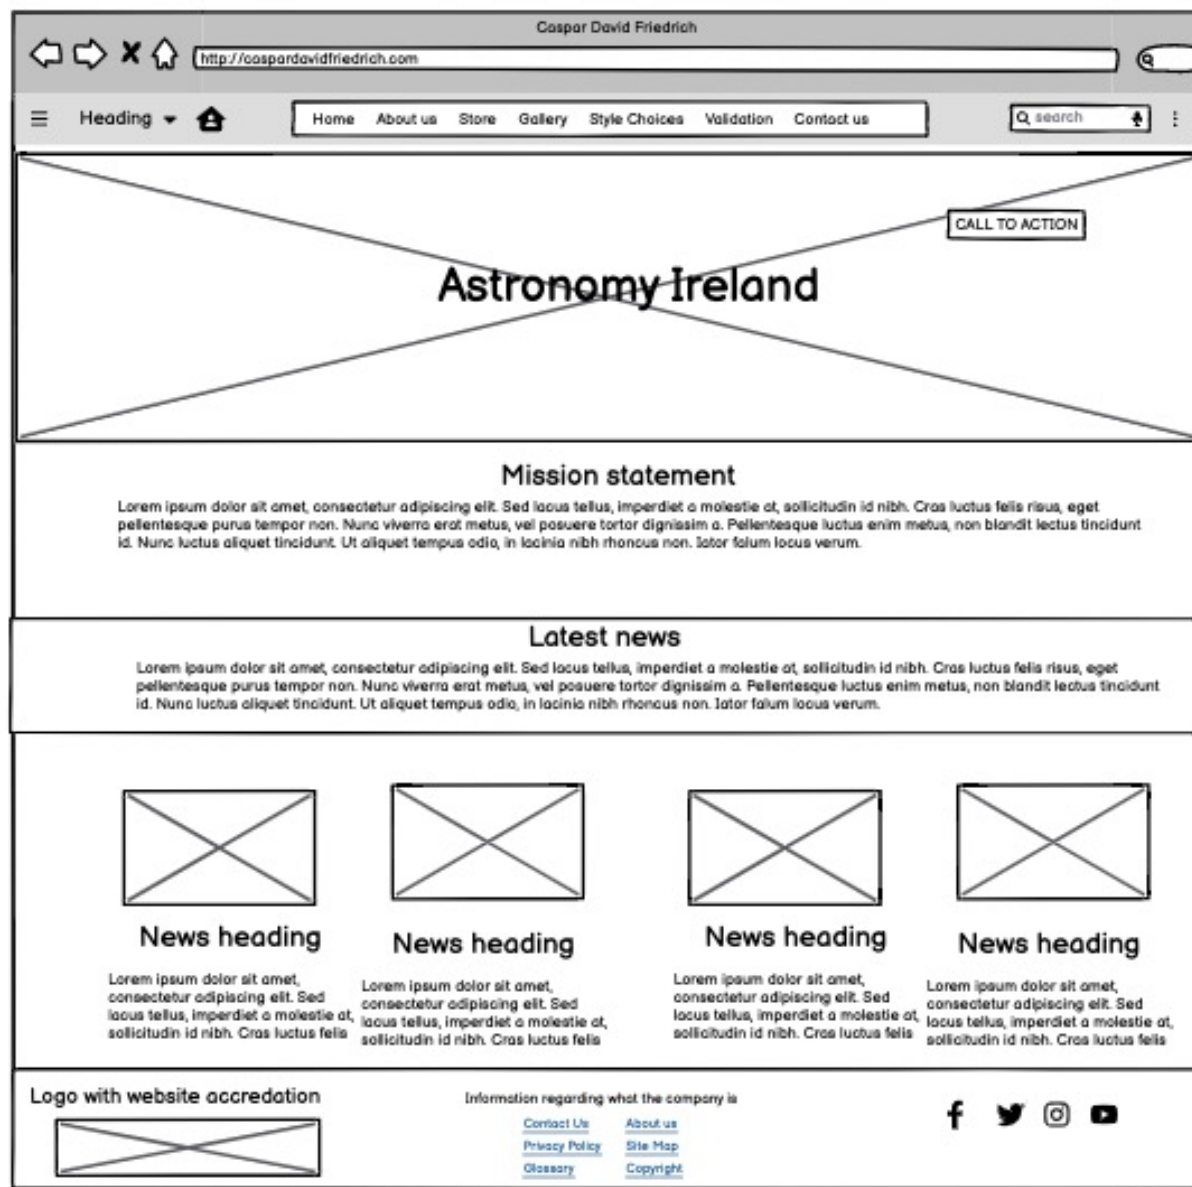 Caspar David Friedrich
http://caspardavidfriedrich.com
Heading
Home About us Store Gallery Style Choices Validation Contact us
search
CALL TO ACTION
Astronomy Ireland
Mission statement
Lorem ipsum dolor sit amet, consectetur adipiscing elit. Sed lacus tellus, imperdiet a molestie at, sollicitudin id nibh. Cras luctus felis risus, eget
pellentesque purus tempor non. Nunc viverra erat metus, vel posuere tortor dignissim a. Pellentesque luctus enim metus, non blandit lectus tincidunt
id. Nunc luctus aliquet tincidunt. Ut aliquet tempus odio, in lacinia nibh rhoncus non. Iator falum locus verum.
Latest news
Lorem ipsum dolor sit amet, consectetur adipiscing elit. Sed lacus tellus, imperdiet a molestie at, sollicitudin id nibh. Cras luctus felis risus, eget
pellentesque purus tempor non. Nunc viverra erat metus, vel posuere tortor dignissim a. Pellentesque luctus enim metus, non blandit lectus tincidunt
id. Nunc luctus aliquet tincidunt. Ut aliquet tempus odio, in lacinia nibh rhoncus non. Iator falum locus verum.
News heading
Lorem ipsum dolor sit amet,
consectetur adipiscing elit. Sed
lacus tellus, imperdiet a molestie at,
sollicitudin id nibh. Cras luctus felis
News heading
Lorem ipsum dolor sit amet,
consectetur adipiscing elit. Sed
lacus tellus, imperdiet a molestie at,
sollicitudin id nibh. Cras luctus felis
News heading
Lorem ipsum dolor sit amet,
consectetur adipiscing elit. Sed
lacus tellus, imperdiet a molestie at,
sollicitudin id nibh. Cras luctus felis
News heading
Lorem ipsum dolor sit amet,
consectetur adipiscing elit. Sed
lacus tellus, imperdiet a molestie at,
sollicitudin id nibh. Cras luctus felis
Logo with website accredation
Information regarding what the company is
Contact Us About us
Privacy Policy Site Map
Glossary Copyright